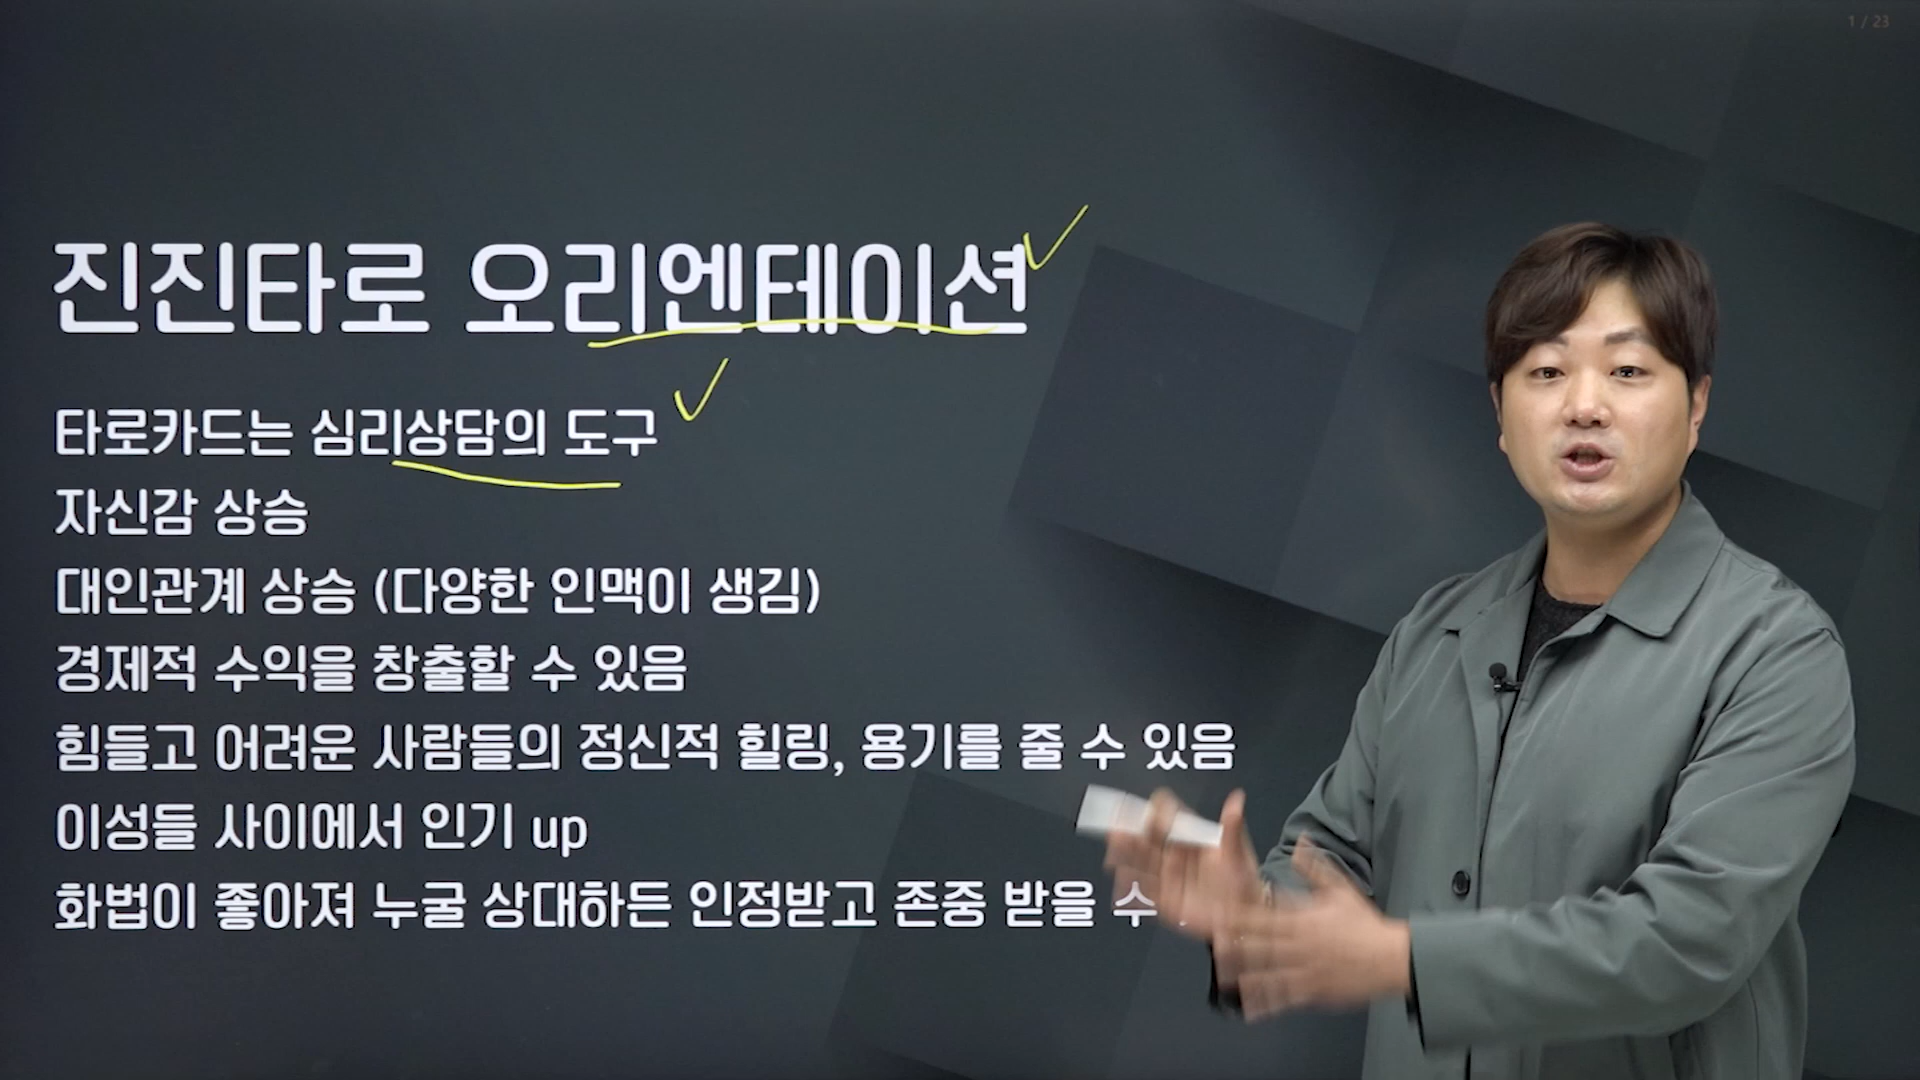 1 / 23
진진타로 오리엔테이션
타로카드는 심리상담의 도구
자신감 상승
대인관계 상승 (다양한 인맥이 생김)
경제적 수익을 창출할 수 있음
힘들고 어려운 사람들의 정신적 힐링, 용기를 줄 수 있음
이성들 사이에서 인기 up
화법이 좋아져 누굴 상대하든 인정받고 존중 받을 수